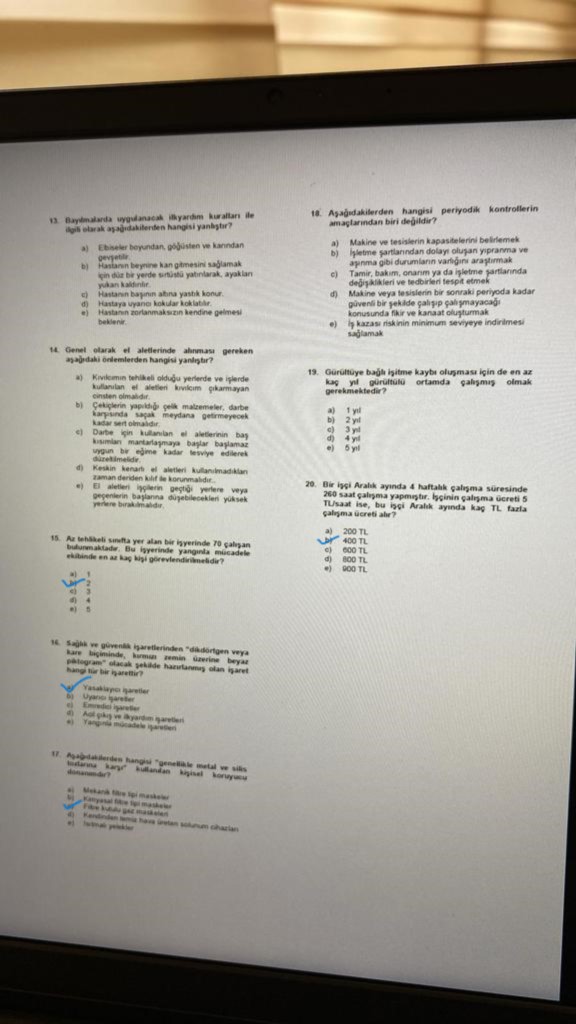 13. Bayılmalarda uygulanacak ilkyardım kuralları ile
ilgili olarak aşağıdakilerden hangisi yanlıştır?
a) Elbiseler boyundan, göğüsten ve karından
gevşetilir.
b) Hastanın beynine kan gitmesini sağlamak
için düz bir yerde sırtüstü yatırılarak, ayakları
yukarı kaldırılır.
c) Hastanın başının altına yastık konur.
d) Hastaya uyarıcı kokular koklatılır.
e) Hastanın zorlanmaksızın kendine gelmesi
beklenir.
14. Genel olarak el aletlerinde alınması gereken
aşağıdaki önlemlerden hangisi yanlıştır?
a) Kıvılcımın tehlikeli olduğu yerlerde ve işlerde
kullanılan el aletleri kıvılcım çıkarmayan
cinsten olmalıdır.
b) Çekiçlerin yapıldığı çelik malzemeler, darbe
karşısında saçak meydana getirmeyecek
kadar sert olmalıdır.
c) Darbe için kullanılan el aletlerinin baş
kısımları mantarlaşmaya başlar başlamaz
uygun bir eğime kadar tesviye edilerek
düzeltilmelidir.
d) Keskin kenarlı el aletleri kullanılmadıkları
zaman deriden kılıf ile korunmalıdır.
e) El aletleri işçilerin geçtiği yerlere veya
geçenlerin başlarına düşebilecekleri yüksek
yerlere bırakılmalıdır.
15. Az tehlikeli sınıfta yer alan bir işyerinde 70 çalışan
bulunmaktadır. Bu işyerinde yangınla mücadele
ekibinde en az kaç kişi görevlendirilmelidir?
a) 1
b) 2
c) 3
d) 4
e) 5
16. Sağlık ve güvenlik işaretlerinden "dikdörtgen veya
kare biçiminde, kırmızı zemin üzerine beyaz
piktogram" olacak şekilde hazırlanmış olan işaret
hangi tür bir işarettir?
Yasaklayıcı işaretler
b) Uyarıcı işaretler
c) Emredici işaretler
d) Acil çıkış ve ilkyardım işaretleri
e) Yangınla mücadele işaretleri
17. Aşağıdakilerden hangisi "genellikle metal ve silis
tozlarına karşı" kullanılan kişisel koruyucu
donanımdır?
a) Mekanik filtre tipi maskeler
b) Kimyasal filtre tipi maskeler
Filtre kutulu gaz maskeleri
d) Kendinden temiz hava üreten solunum cihazları
e) Isıtmalı yelekler
18. Aşağıdakilerden hangisi periyodik kontrollerin
amaçlarından biri değildir?
a) Makine ve tesislerin kapasitelerini belirlemek
b) İşletme şartlarından dolayı oluşan yıpranma ve
aşınma gibi durumların varlığını araştırmak
c) Tamir, bakım, onarım ya da işletme şartlarında
değişiklikleri ve tedbirleri tespit etmek
d) Makine veya tesislerin bir sonraki periyoda kadar
güvenli bir şekilde çalışıp çalışmayacağı
konusunda fikir ve kanaat oluşturmak
e) İş kazası riskinin minimum seviyeye indirilmesi
sağlamak
19. Gürültüye bağlı işitme kaybı oluşması için de en az
kaç yıl gürültülü ortamda çalışmış olmak
gerekmektedir?
a) 1 yıl
b) 2 yıl
c) 3 yıl
d) 4 yıl
e) 5 yıl
20. Bir işçi Aralık ayında 4 haftalık çalışma süresinde
260 saat çalışma yapmıştır. İşçinin çalışma ücreti 5
TL/saat ise, bu işçi Aralık ayında kaç TL fazla
çalışma ücreti alır?
a) 200 TL
b) 400 TL
c) 600 TL
d) 800 TL
e) 900 TL